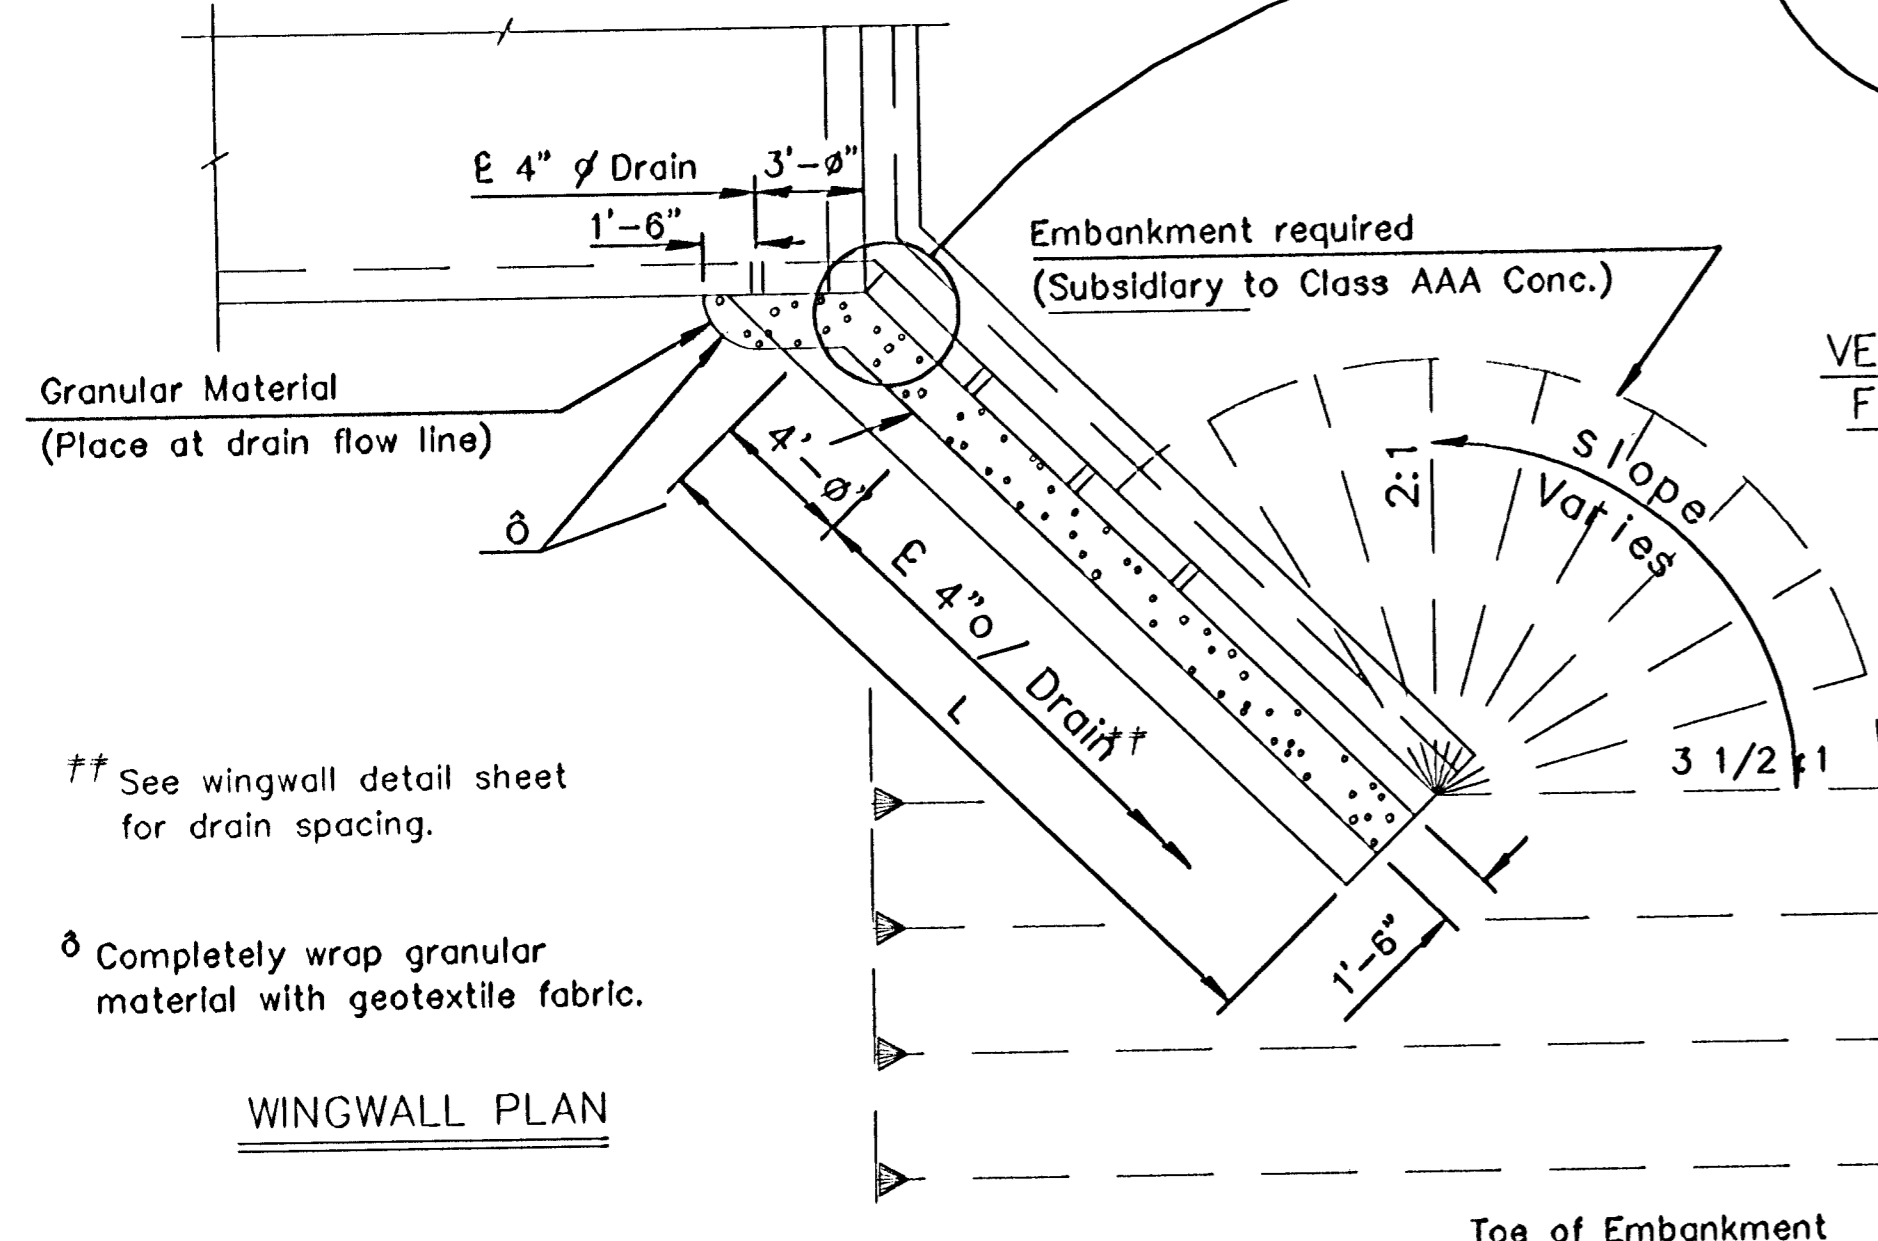 ℄ 4" ø Drain
3'-ø"
1'-6"
Embankment required
(Subsidiary to Class AAA Conc.)
Granular Material
(Place at drain flow line)
ô
4'-ø"
℄ 4"O/ Drain ‡‡
L
2:1
Slope
Varies
3 1/2:1
VE
F
1'-6"
‡‡ See wingwall detail sheet
for drain spacing.
ô Completely wrap granular
material with geotextile fabric.
WINGWALL PLAN
Toe of Embankment